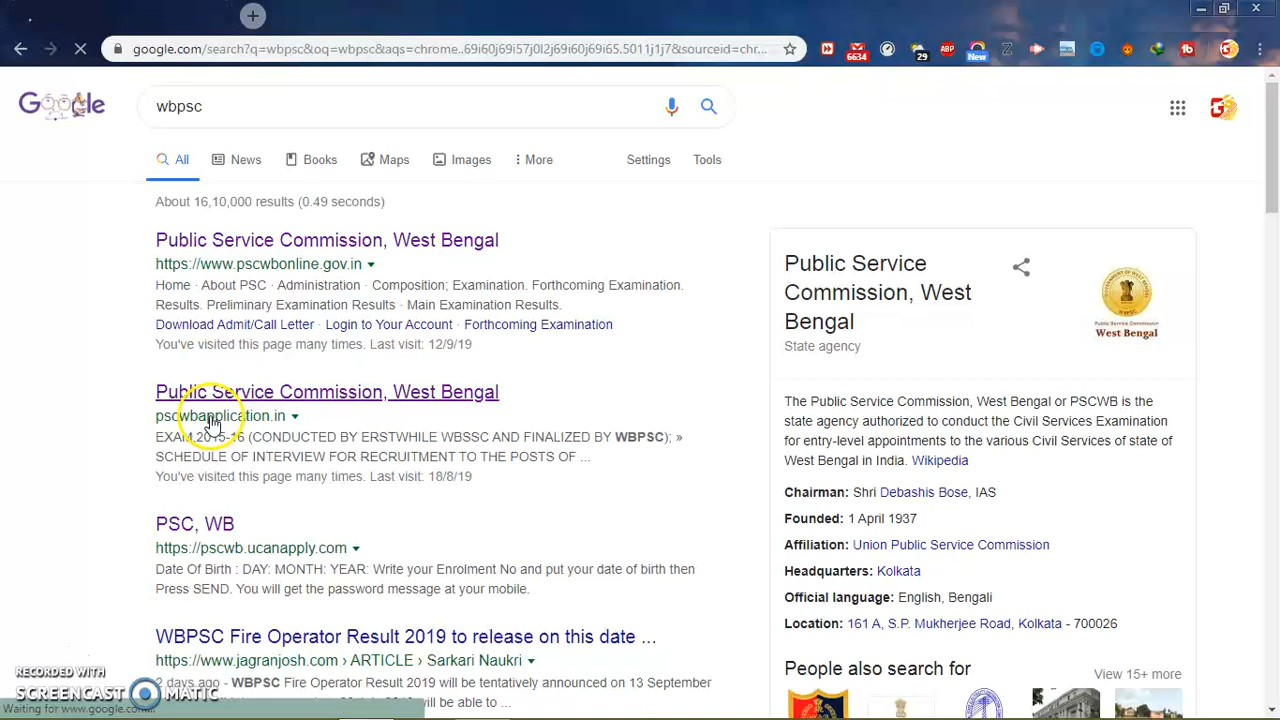 google.com/search?q=wbpsc&oq=wbpsc&aqs=chrome..69i60j69i57j0l2j69i60j69i65.5011j1j7&sourceid=chr...
6634
29
ABP
New
Google
wbpsc
All News Books Maps Images More Settings Tools
About 16,10,000 results (0.49 seconds)
Public Service Commission, West Bengal
https://www.pscwbonline.gov.in
Home · About PSC · Administration · Composition; Examination. Forthcoming Examination.
Results. Preliminary Examination Results · Main Examination Results.
Download Admit/Call Letter · Login to Your Account · Forthcoming Examination
You've visited this page many times. Last visit: 12/9/19
Public Service Commission, West Bengal
pscwbapplication.in
EXAM,2015-16 (CONDUCTED BY ERSTWHILE WBSSC AND FINALIZED BY WBPSC); »
SCHEDULE OF INTERVIEW FOR RECRUITMENT TO THE POSTS OF ...
You've visited this page many times. Last visit: 18/8/19
PSC, WB
https://pscwb.ucanapply.com
Date Of Birth : DAY: MONTH: YEAR: Write your Enrolment No and put your date of birth then
Press SEND. You will get the password message at your mobile.
WBPSC Fire Operator Result 2019 to release on this date ...
https://www.jagranjosh.com › ARTICLE › Sarkari Naukri
2 days ago - WBPSC Fire Operator Result 2019 will be tentatively announced on 13 September
Public Service
Commission, West
Bengal
State agency
Public Service Commission
West Bengal
The Public Service Commission, West Bengal or PSCWB is the
state agency authorized to conduct the Civil Services Examination
for entry-level appointments to the various Civil Services of state of
West Bengal in India. Wikipedia
Chairman: Shri Debashis Bose, IAS
Founded: 1 April 1937
Affiliation: Union Public Service Commission
Headquarters: Kolkata
Official language: English, Bengali
Location: 161 A, S.P. Mukherjee Road, Kolkata - 700026
People also search for View 15+ more
RECORDED WITH
SCREENCAST MATIC
Waiting for www.google.com...